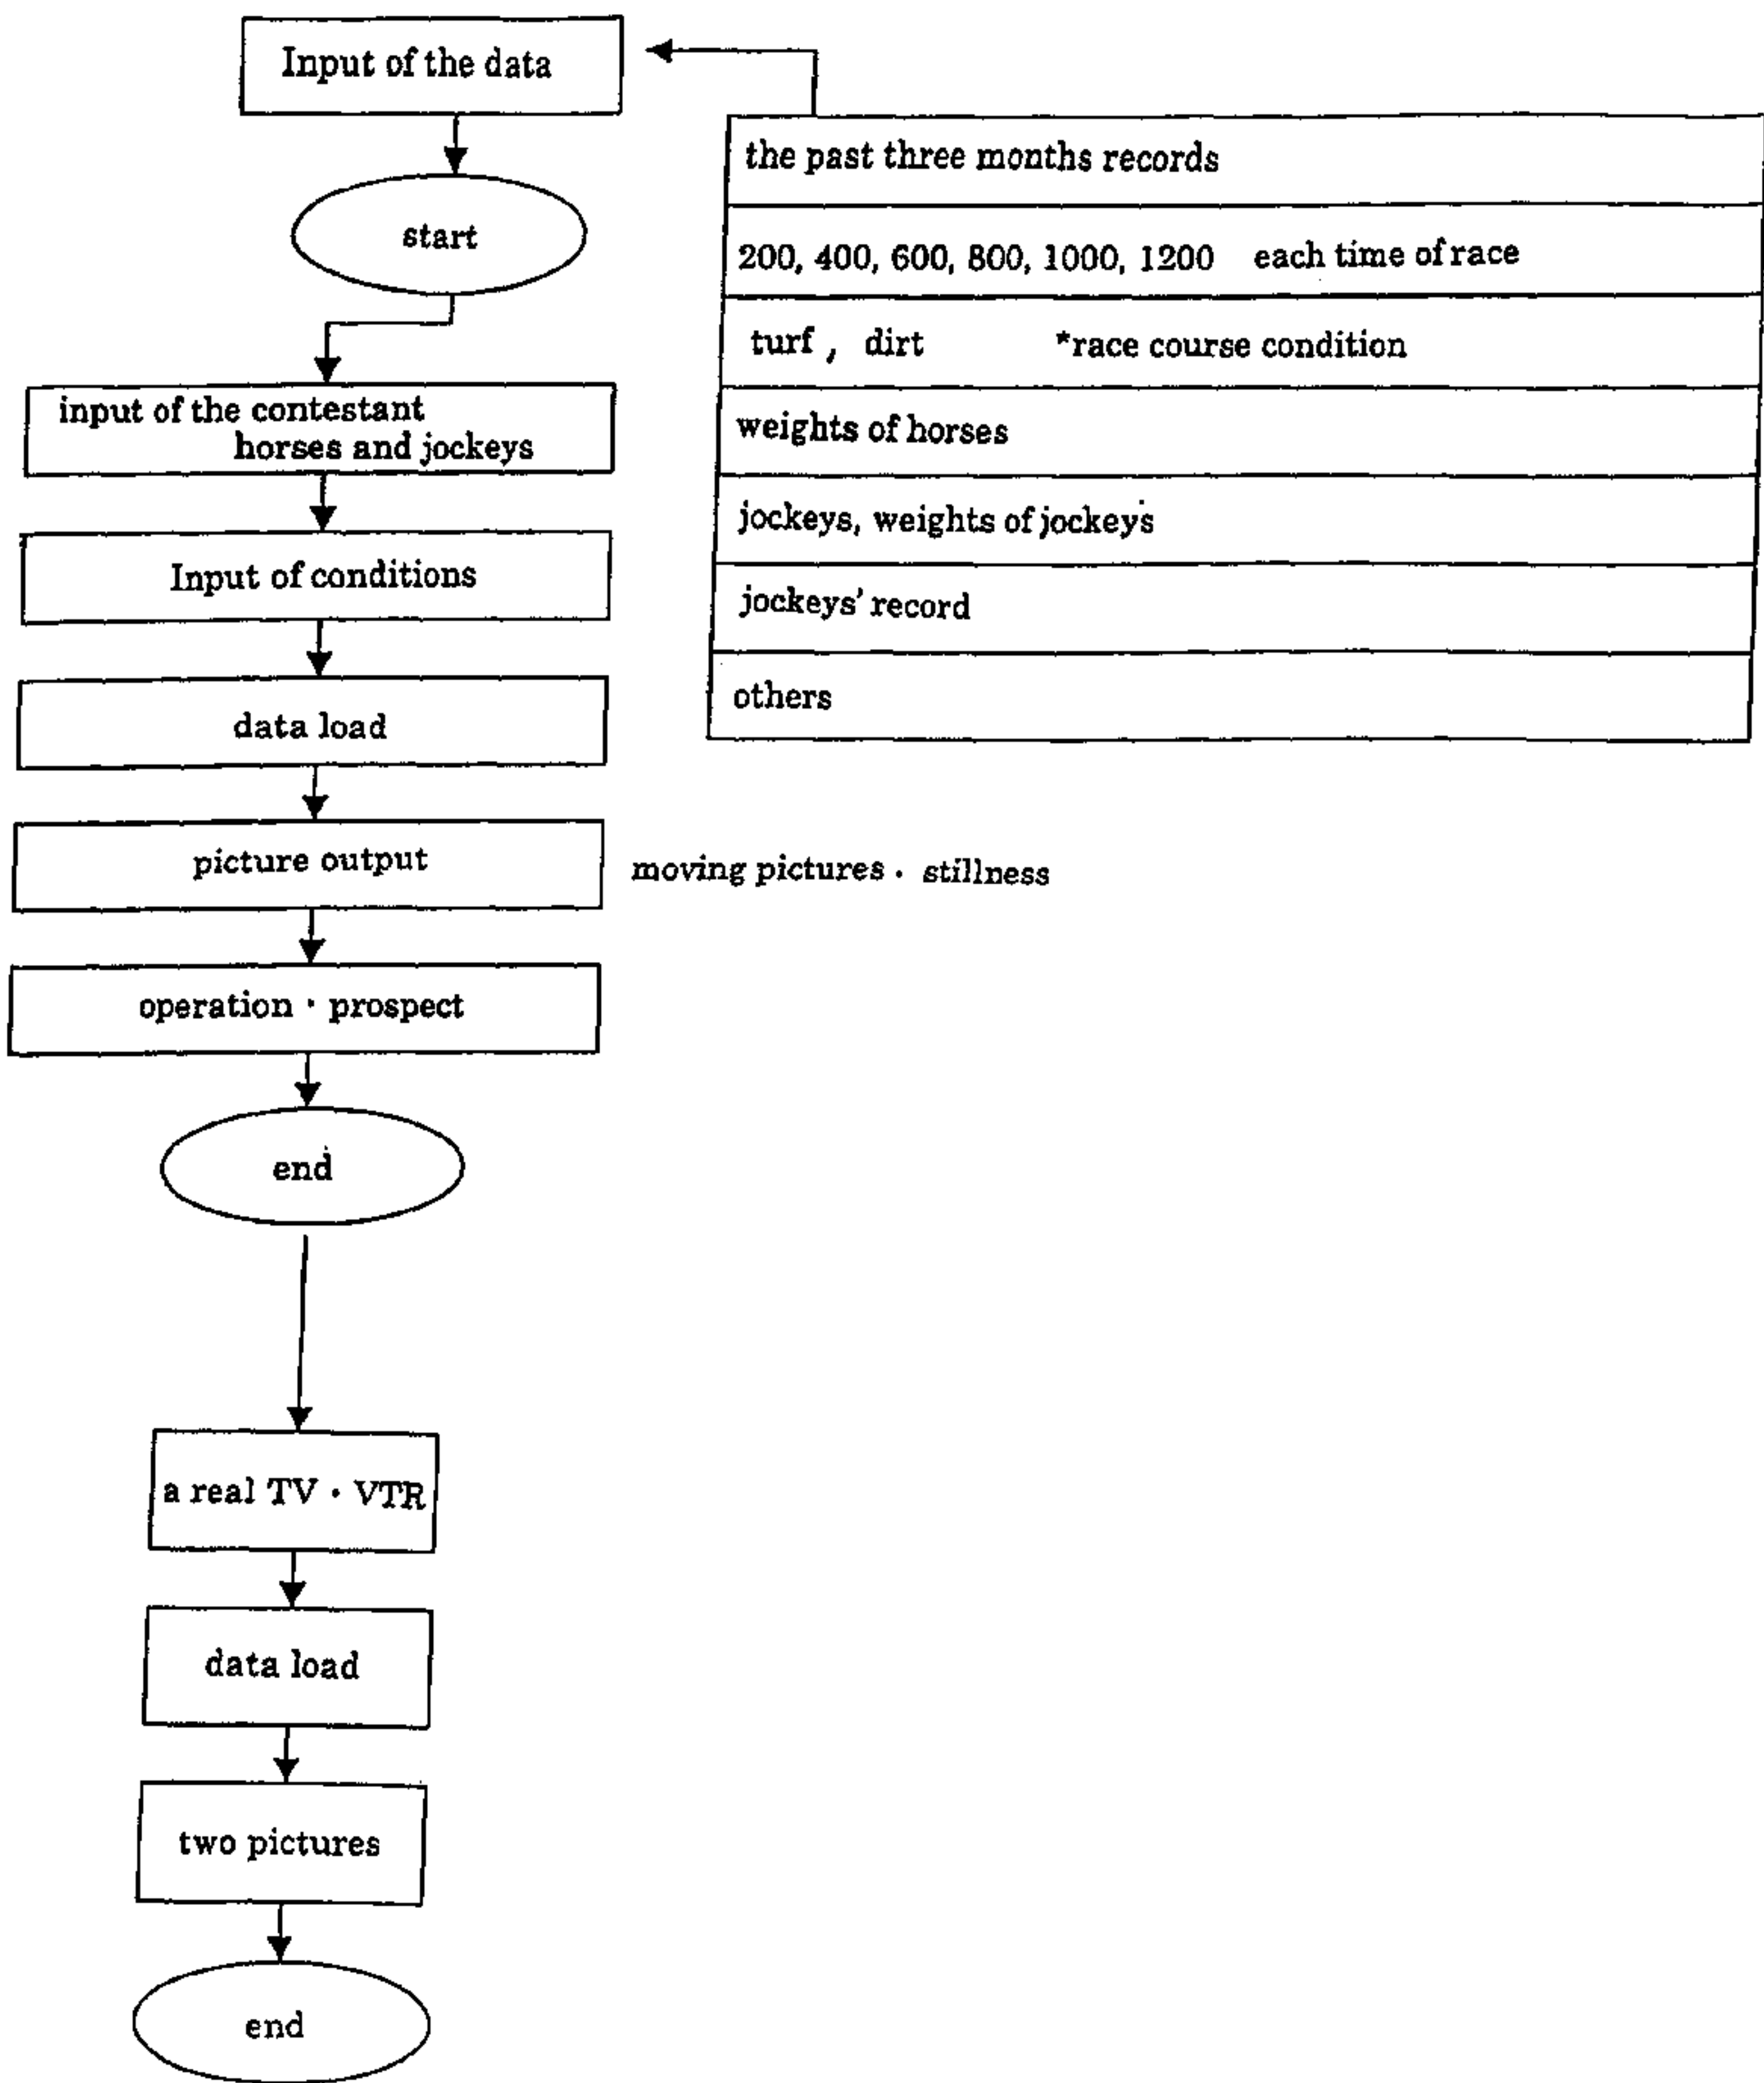 Input of the data
start
input of the contestant
horses and jockeys
Input of conditions
data load
picture output
moving pictures · stillness
operation · prospect
end
a real TV · VTR
data load
two pictures
end
the past three months records
200, 400, 600, 800, 1000, 1200 each time of race
turf , dirt *race course condition
weights of horses
jockeys, weights of jockeys
jockeys' record
others